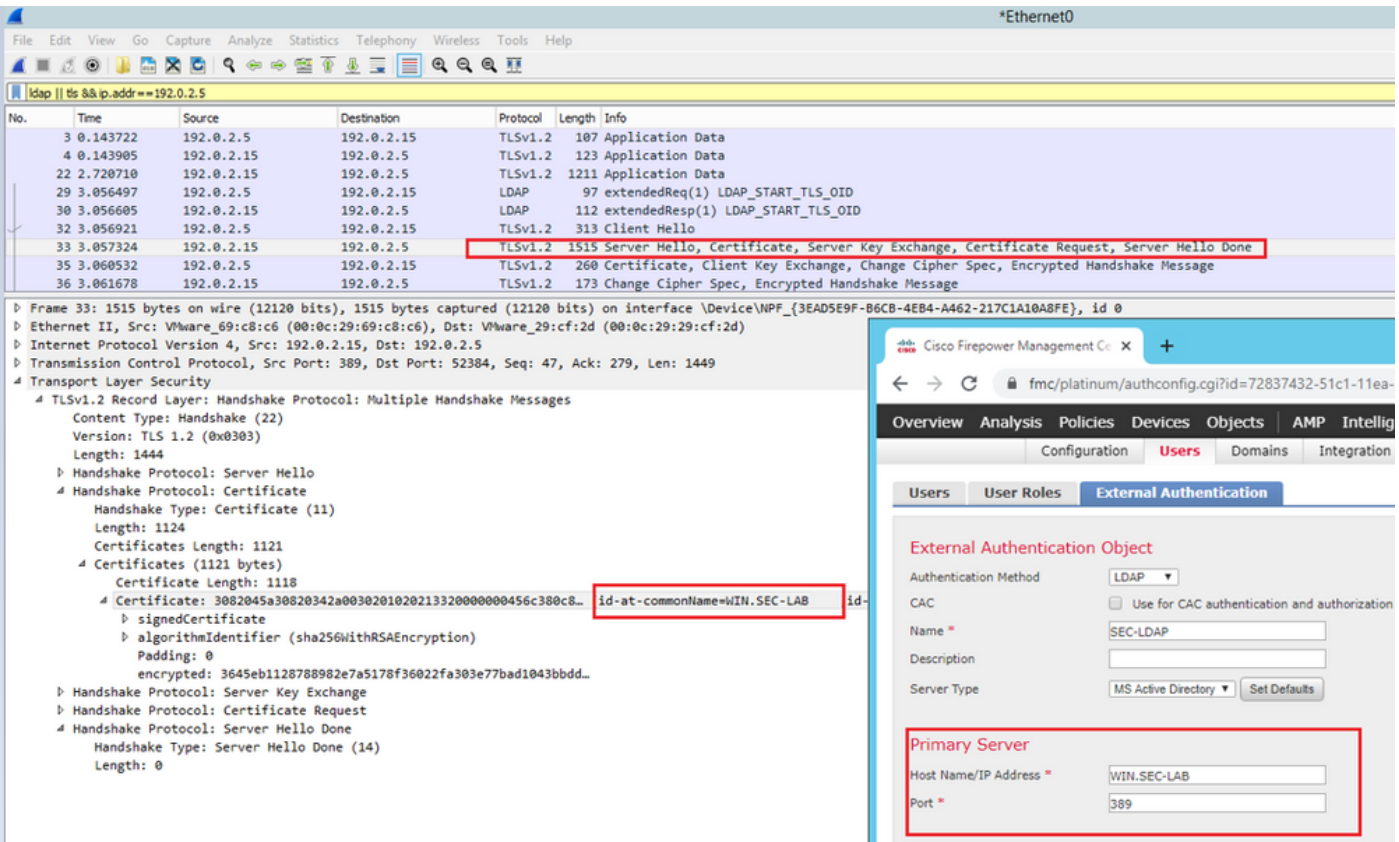 *Ethernet0
File Edit View Go Capture Analyze Statistics Telephony Wireless Tools Help
ldap || tls && ip.addr==192.0.2.5
No. Time Source Destination Protocol Length Info
3 0.143722 192.0.2.5 192.0.2.15 TLSv1.2 107 Application Data
4 0.143905 192.0.2.15 192.0.2.5 TLSv1.2 123 Application Data
22 2.720710 192.0.2.15 192.0.2.5 TLSv1.2 1211 Application Data
29 3.056497 192.0.2.5 192.0.2.15 LDAP 97 extendedReq(1) LDAP_START_TLS_OID
30 3.056605 192.0.2.15 192.0.2.5 LDAP 112 extendedResp(1) LDAP_START_TLS_OID
32 3.056921 192.0.2.5 192.0.2.15 TLSv1.2 313 Client Hello
33 3.057324 192.0.2.15 192.0.2.5 TLSv1.2 1515 Server Hello, Certificate, Server Key Exchange, Certificate Request, Server Hello Done
35 3.060532 192.0.2.5 192.0.2.15 TLSv1.2 260 Certificate, Client Key Exchange, Change Cipher Spec, Encrypted Handshake Message
36 3.061678 192.0.2.15 192.0.2.5 TLSv1.2 173 Change Cipher Spec, Encrypted Handshake Message
Frame 33: 1515 bytes on wire (12120 bits), 1515 bytes captured (12120 bits) on interface \Device\NPF_{3EAD5E9F-B6CB-4EB4-A462-217C1A10A8FE}, id 0
Ethernet II, Src: VMware_69:c8:c6 (00:0c:29:69:c8:c6), Dst: VMware_29:cf:2d (00:0c:29:29:cf:2d)
Internet Protocol Version 4, Src: 192.0.2.15, Dst: 192.0.2.5
Transmission Control Protocol, Src Port: 389, Dst Port: 52384, Seq: 47, Ack: 279, Len: 1449
Transport Layer Security
TLSv1.2 Record Layer: Handshake Protocol: Multiple Handshake Messages
Content Type: Handshake (22)
Version: TLS 1.2 (0x0303)
Length: 1444
Handshake Protocol: Server Hello
Handshake Protocol: Certificate
Handshake Type: Certificate (11)
Length: 1124
Certificates Length: 1121
Certificates (1121 bytes)
Certificate Length: 1118
Certificate: 3082045a30820342a0030201020213320000000456c380c8… id-at-commonName=WIN.SEC-LAB id-
signedCertificate
algorithmIdentifier (sha256WithRSAEncryption)
Padding: 0
encrypted: 3645eb1128788982e7a5178f36022fa303e77bad1043bbdd…
Handshake Protocol: Server Key Exchange
Handshake Protocol: Certificate Request
Handshake Protocol: Server Hello Done
Handshake Type: Server Hello Done (14)
Length: 0
CISCO Cisco Firepower Management Ce
fmc/platinum/authconfig.cgi?id=72837432-51c1-11ea-
Overview Analysis Policies Devices Objects AMP Intellig
Configuration Users Domains Integration
Users User Roles External Authentication
External Authentication Object
Authentication Method LDAP
CAC Use for CAC authentication and authorization
Name * SEC-LDAP
Description
Server Type MS Active Directory Set Defaults
Primary Server
Host Name/IP Address * WIN.SEC-LAB
Port * 389